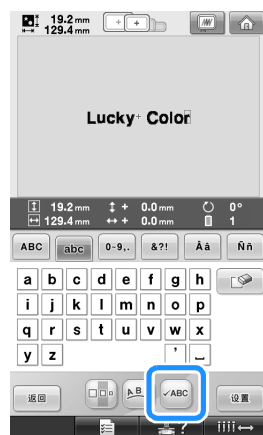 19.2 mm
129.4 mm
Lucky Color
19.2 mm + 0.0 mm 0°
129.4 mm + 0.0 mm 1
ABC abc 0-9,. &?! Åä Ññ
a b c d e f g h
i j k l m n o p
q r s t u v w x
y z ' ⎵
返回 A B ✓ABC 设置
?